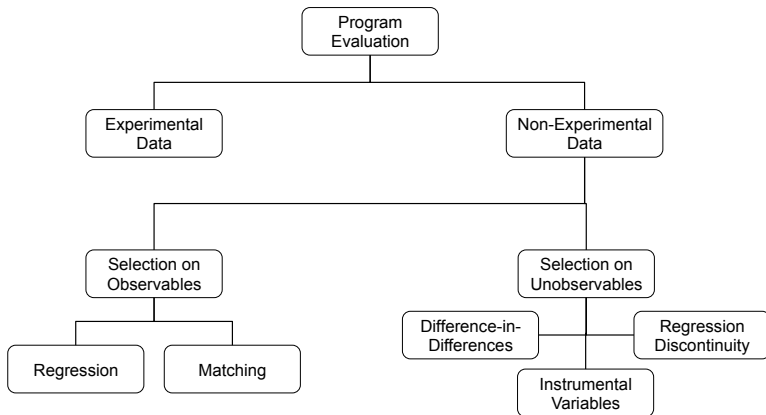 Program
Evaluation
Experimental
Data
Non-Experimental
Data
Selection on
Observables
Selection on
Unobservables
Regression
Matching
Difference-in-
Differences
Regression
Discontinuity
Instrumental
Variables